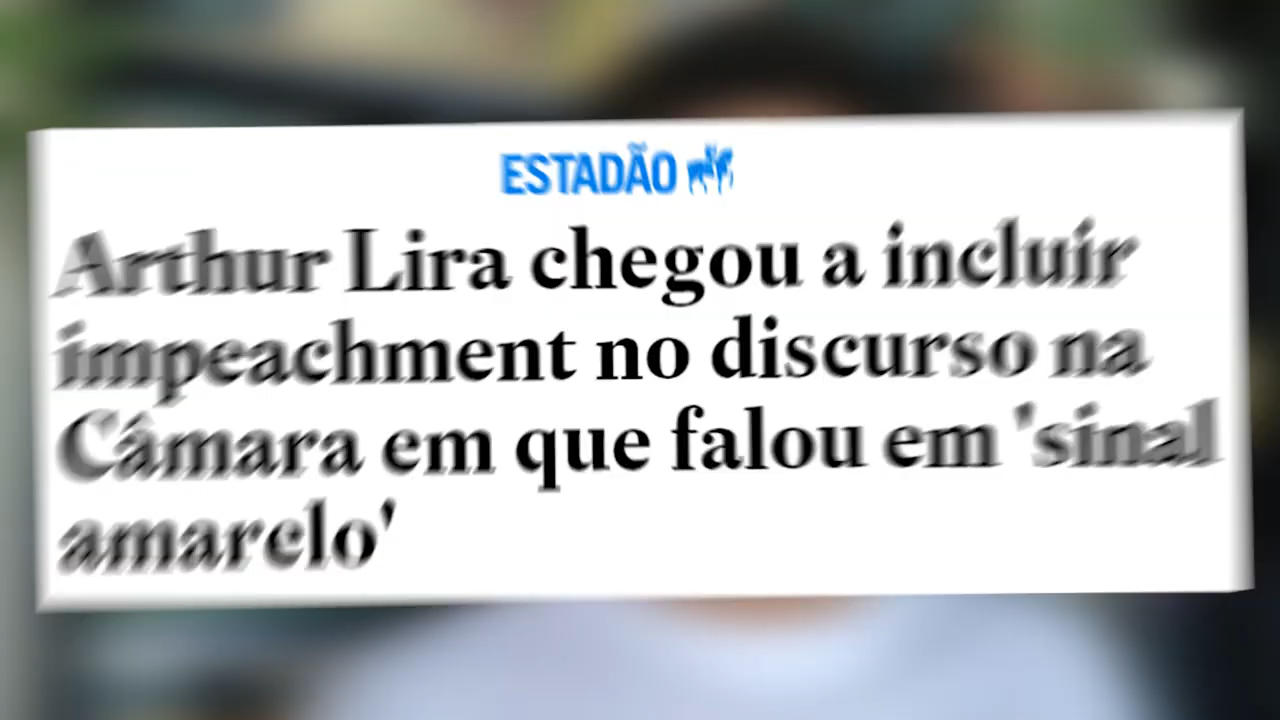 ESTADÃO
Arthur Lira chegou a incluir
impeachment no discurso na
Câmara em que falou em 'sinal
amarelo'